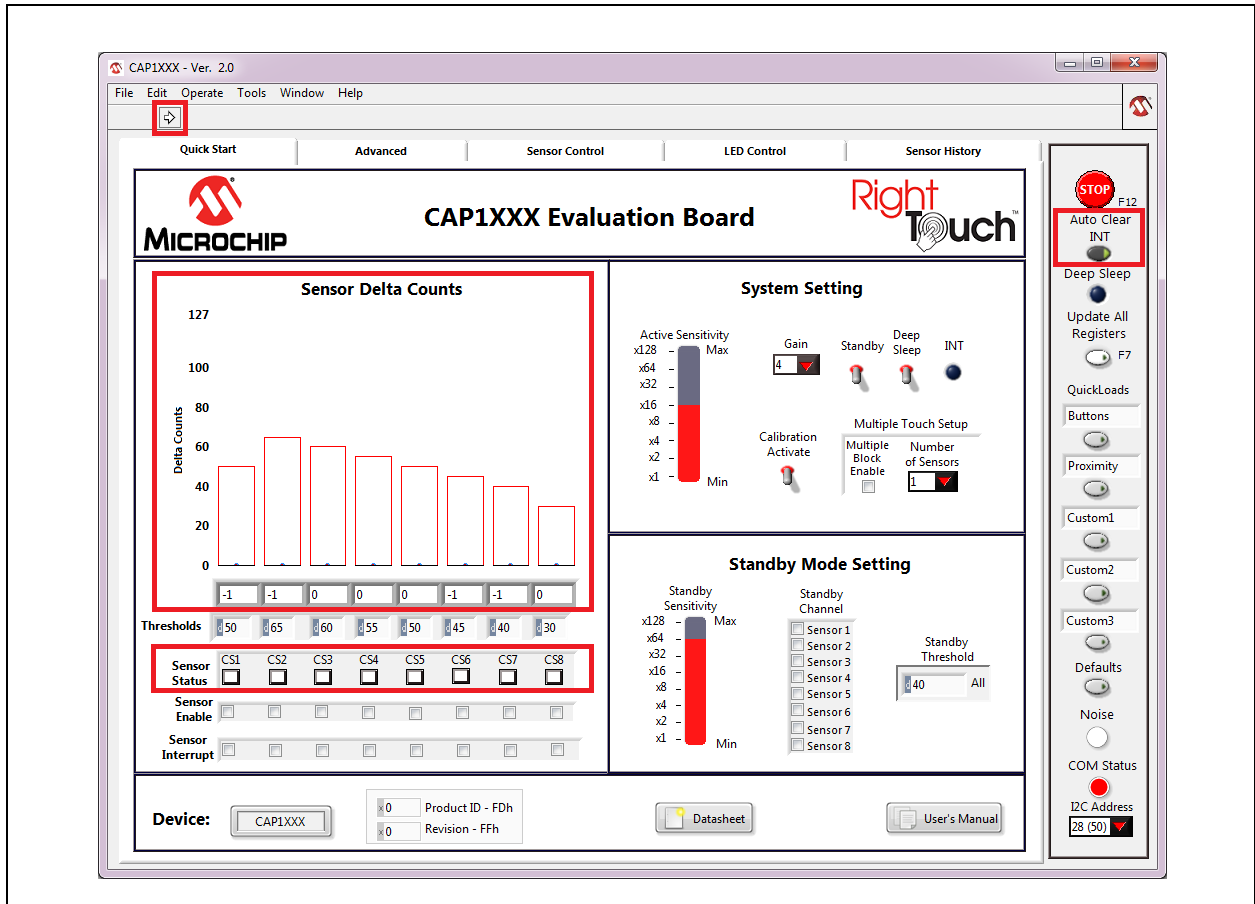 CAP1XXX - Ver. 2.0
File Edit Operate Tools Window Help
Quick Start Advanced Sensor Control LED Control Sensor History
MICROCHIP
CAP1XXX Evaluation Board
Right
Touch™
Sensor Delta Counts
127
100
80
60
40
20
0
Delta Counts
-1 -1 0 0 0 -1 -1 0
Thresholds d 50 d 65 d 60 d 55 d 50 d 45 d 40 d 30
Sensor
Status
CS1 CS2 CS3 CS4 CS5 CS6 CS7 CS8
Sensor
Enable
Sensor
Interrupt
System Setting
Active Sensitivity
x128 Max
x64
x32
x16
x8
x4
x2
x1 Min
Gain
4
Standby
Deep
Sleep
INT
Calibration
Activate
Multiple Touch Setup
Multiple
Block
Enable
Number
of Sensors
1
Standby Mode Setting
Standby
Sensitivity
x128 Max
x64
x32
x16
x8
x4
x2
x1 Min
Standby
Channel
Sensor 1
Sensor 2
Sensor 3
Sensor 4
Sensor 5
Sensor 6
Sensor 7
Sensor 8
Standby
Threshold
d 40 All
Device:
CAP1XXX
x 0 Product ID - FDh
x 0 Revision - FFh
Datasheet
User's Manual
STOP F12
Auto Clear
INT
Deep Sleep
Update All
Registers
F7
QuickLoads
Buttons
Proximity
Custom1
Custom2
Custom3
Defaults
Noise
COM Status
I2C Address
28 (50)